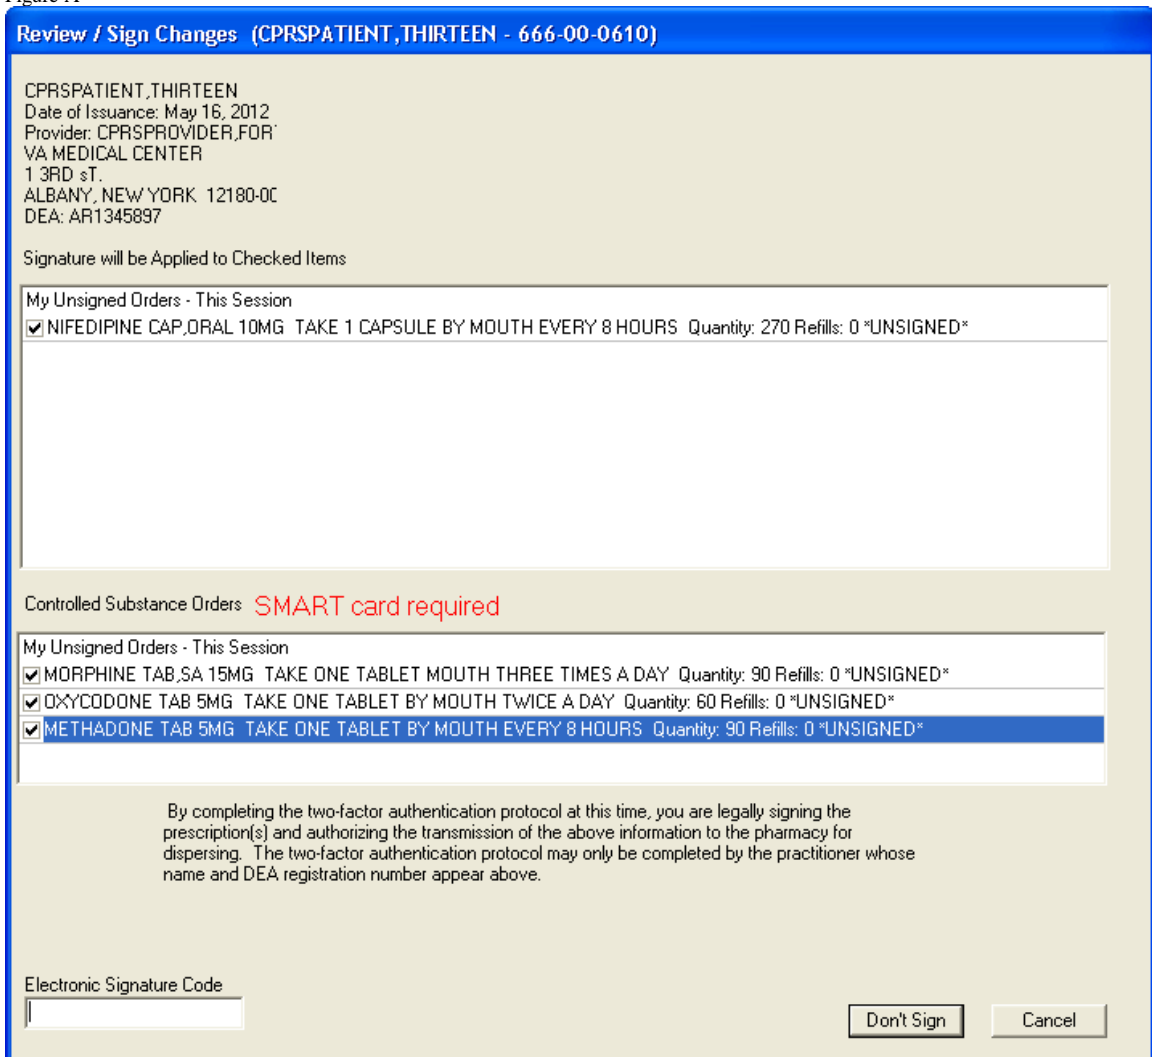 Review / Sign Changes (CPRSPATIENT,THIRTEEN - 666-00-0610)
CPRSPATIENT,THIRTEEN
Date of Issuance: May 16, 2012
Provider: CPRSPROVIDER,FOR
VA MEDICAL CENTER
1 3RD sT.
ALBANY, NEW YORK 12180-0
DEA: AR1345897
Signature will be Applied to Checked Items
My Unsigned Orders - This Session
NIFEDIPINE CAP,ORAL 10MG TAKE 1 CAPSULE BY MOUTH EVERY 8 HOURS Quantity: 270 Refills: 0 *UNSIGNED*
Controlled Substance Orders SMART card required
My Unsigned Orders - This Session
MORPHINE TAB,SA 15MG TAKE ONE TABLET MOUTH THREE TIMES A DAY Quantity: 90 Refills: 0 *UNSIGNED*
OXYCODONE TAB 5MG TAKE ONE TABLET BY MOUTH TWICE A DAY Quantity: 60 Refills: 0 *UNSIGNED*
METHADONE TAB 5MG TAKE ONE TABLET BY MOUTH EVERY 8 HOURS Quantity: 90 Refills: 0 *UNSIGNED*
By completing the two-factor authentication protocol at this time, you are legally signing the
prescription(s) and authorizing the transmission of the above information to the pharmacy for
dispersing. The two-factor authentication protocol may only be completed by the practitioner whose
name and DEA registration number appear above.
Electronic Signature Code
Don't Sign Cancel